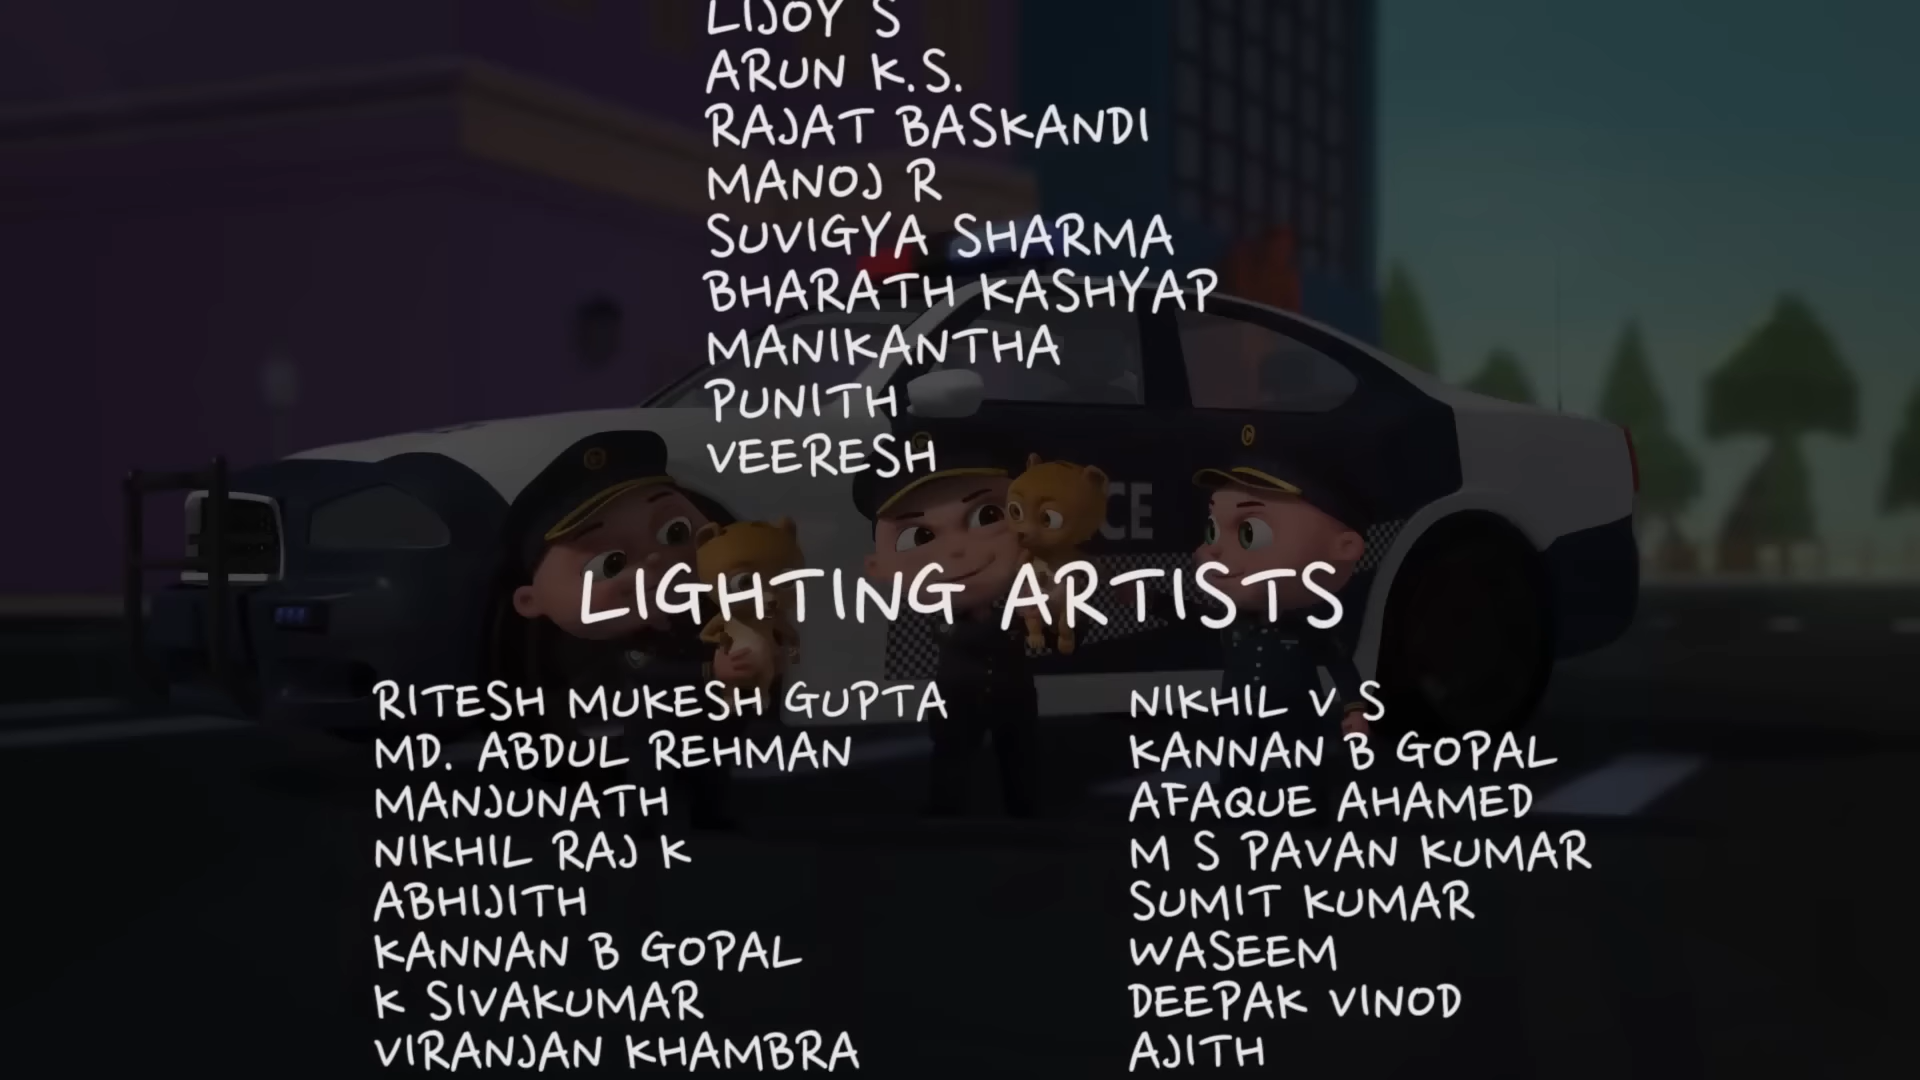 LIJOY S
ARUN K.S.
RAJAT BASKANDI
MANOJ R
SUVIGYA SHARMA
BHARATH KASHYAP
MANIKANTHA
PUNITH
VEERESH
CE
LIGHTING ARTISTS
RITESH MUKESH GUPTA
MD. ABDUL REHMAN
MANJUNATH
NIKHIL RAJ K
ABHIJITH
KANNAN B GOPAL
K SIVAKUMAR
VIRANJAN KHAMBRA
NIKHIL V S
KANNAN B GOPAL
AFAQUE AHAMED
M S PAVAN KUMAR
SUMIT KUMAR
WASEEM
DEEPAK VINOD
AJITH